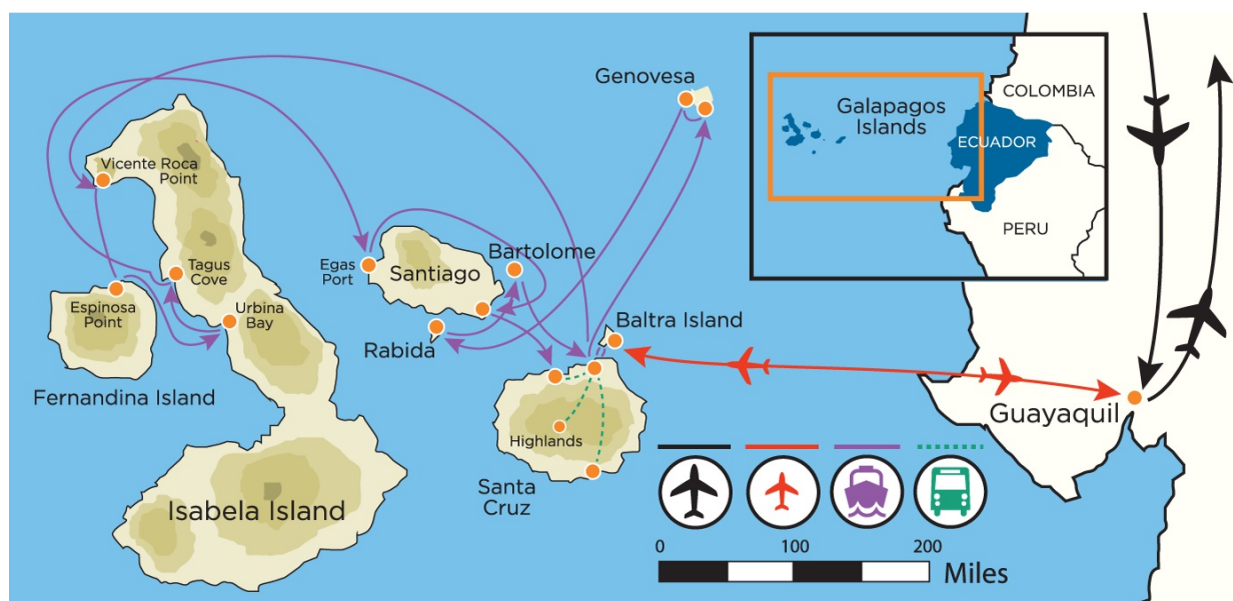 Genovesa
COLOMBIA
Galapagos
Islands
ECUADOR
PERU
Vicente Roca
Point
Tagus
Cove
Egas
Port
Santiago
Bartolome
Espinosa
Point
Urbina
Bay
Rabida
Baltra Island
Fernandina Island
Guayaquil
Highlands
Santa
Cruz
Isabela Island
0 100 200
Miles